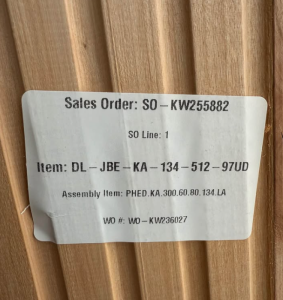 Sales Order: SO-KW255882
SO Line: 1
Item: DL-JBE-KA-134-512-97UD
Assembly Item: PHED.KA.300.60.80.134.LA
WO #: WO-KW236027